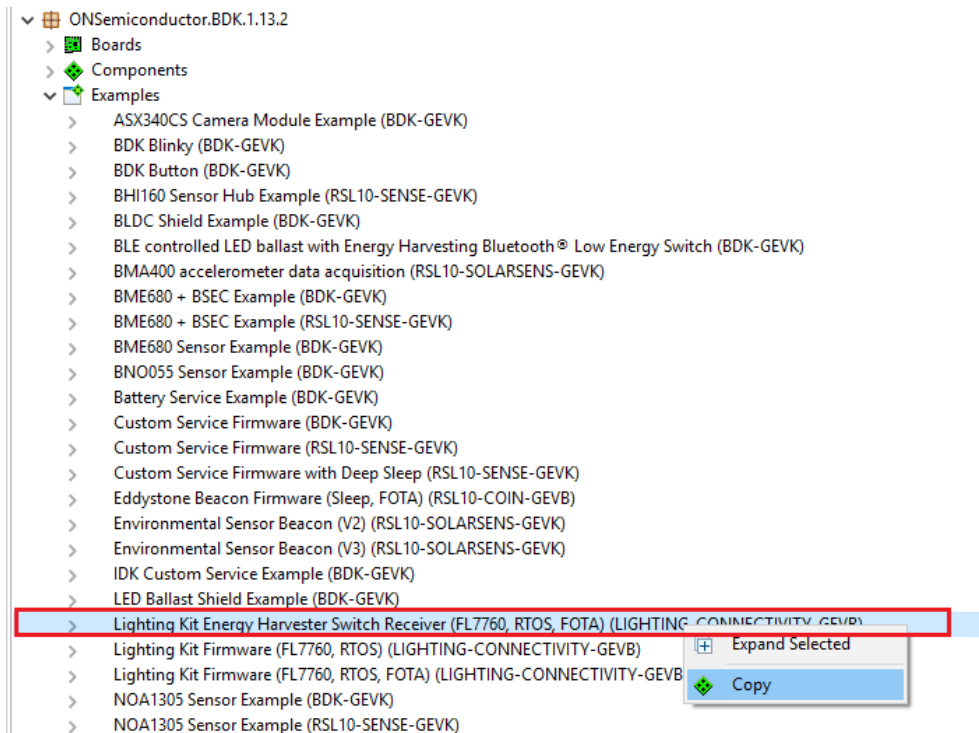 ONSemiconductor.BDK.1.13.2
Boards
Components
Examples
ASX340CS Camera Module Example (BDK-GEVK)
BDK Blinky (BDK-GEVK)
BDK Button (BDK-GEVK)
BHI160 Sensor Hub Example (RSL10-SENSE-GEVK)
BLDC Shield Example (BDK-GEVK)
BLE controlled LED ballast with Energy Harvesting Bluetooth® Low Energy Switch (BDK-GEVK)
BMA400 accelerometer data acquisition (RSL10-SOLARSENS-GEVK)
BME680 + BSEC Example (BDK-GEVK)
BME680 + BSEC Example (RSL10-SENSE-GEVK)
BME680 Sensor Example (BDK-GEVK)
BNO055 Sensor Example (BDK-GEVK)
Battery Service Example (BDK-GEVK)
Custom Service Firmware (BDK-GEVK)
Custom Service Firmware (RSL10-SENSE-GEVK)
Custom Service Firmware with Deep Sleep (RSL10-SENSE-GEVK)
Eddystone Beacon Firmware (Sleep, FOTA) (RSL10-COIN-GEVB)
Environmental Sensor Beacon (V2) (RSL10-SOLARSENS-GEVK)
Environmental Sensor Beacon (V3) (RSL10-SOLARSENS-GEVK)
IDK Custom Service Example (BDK-GEVK)
LED Ballast Shield Example (BDK-GEVK)
Lighting Kit Energy Harvester Switch Receiver (FL7760, RTOS, FOTA) (LIGHTING-CONNECTIVITY-GEVB)
Expand Selected
Lighting Kit Firmware (FL7760, RTOS) (LIGHTING-CONNECTIVITY-GEVB)
Lighting Kit Firmware (FL7760, RTOS, FOTA) (LIGHTING-CONNECTIVITY-GEVB
Copy
NOA1305 Sensor Example (BDK-GEVK)
NOA1305 Sensor Example (RSL10-SENSE-GEVK)